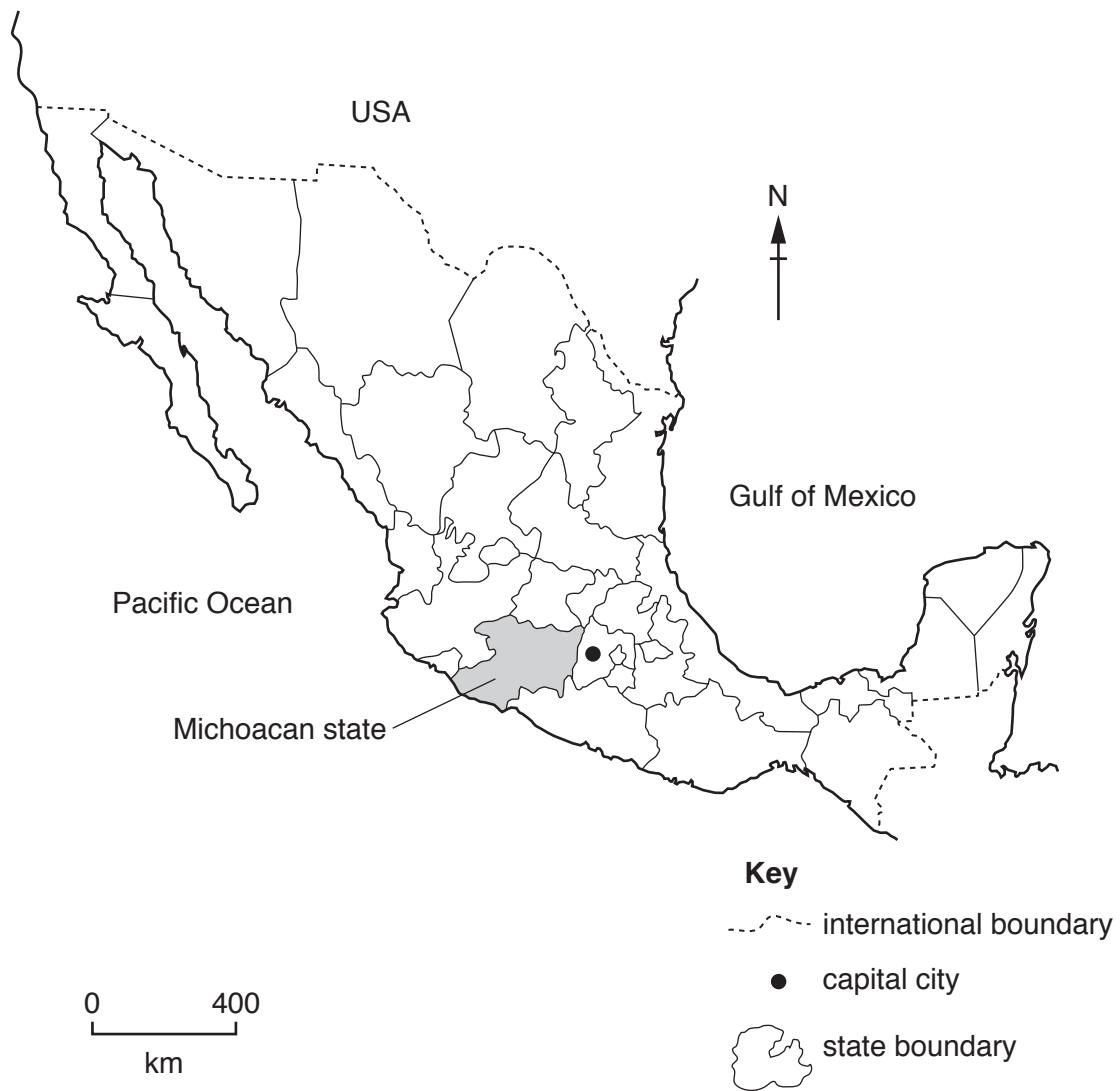 USA
N
Gulf of Mexico
Pacific Ocean
Michoacan state
Key
international boundary
capital city
state boundary
0 400
km